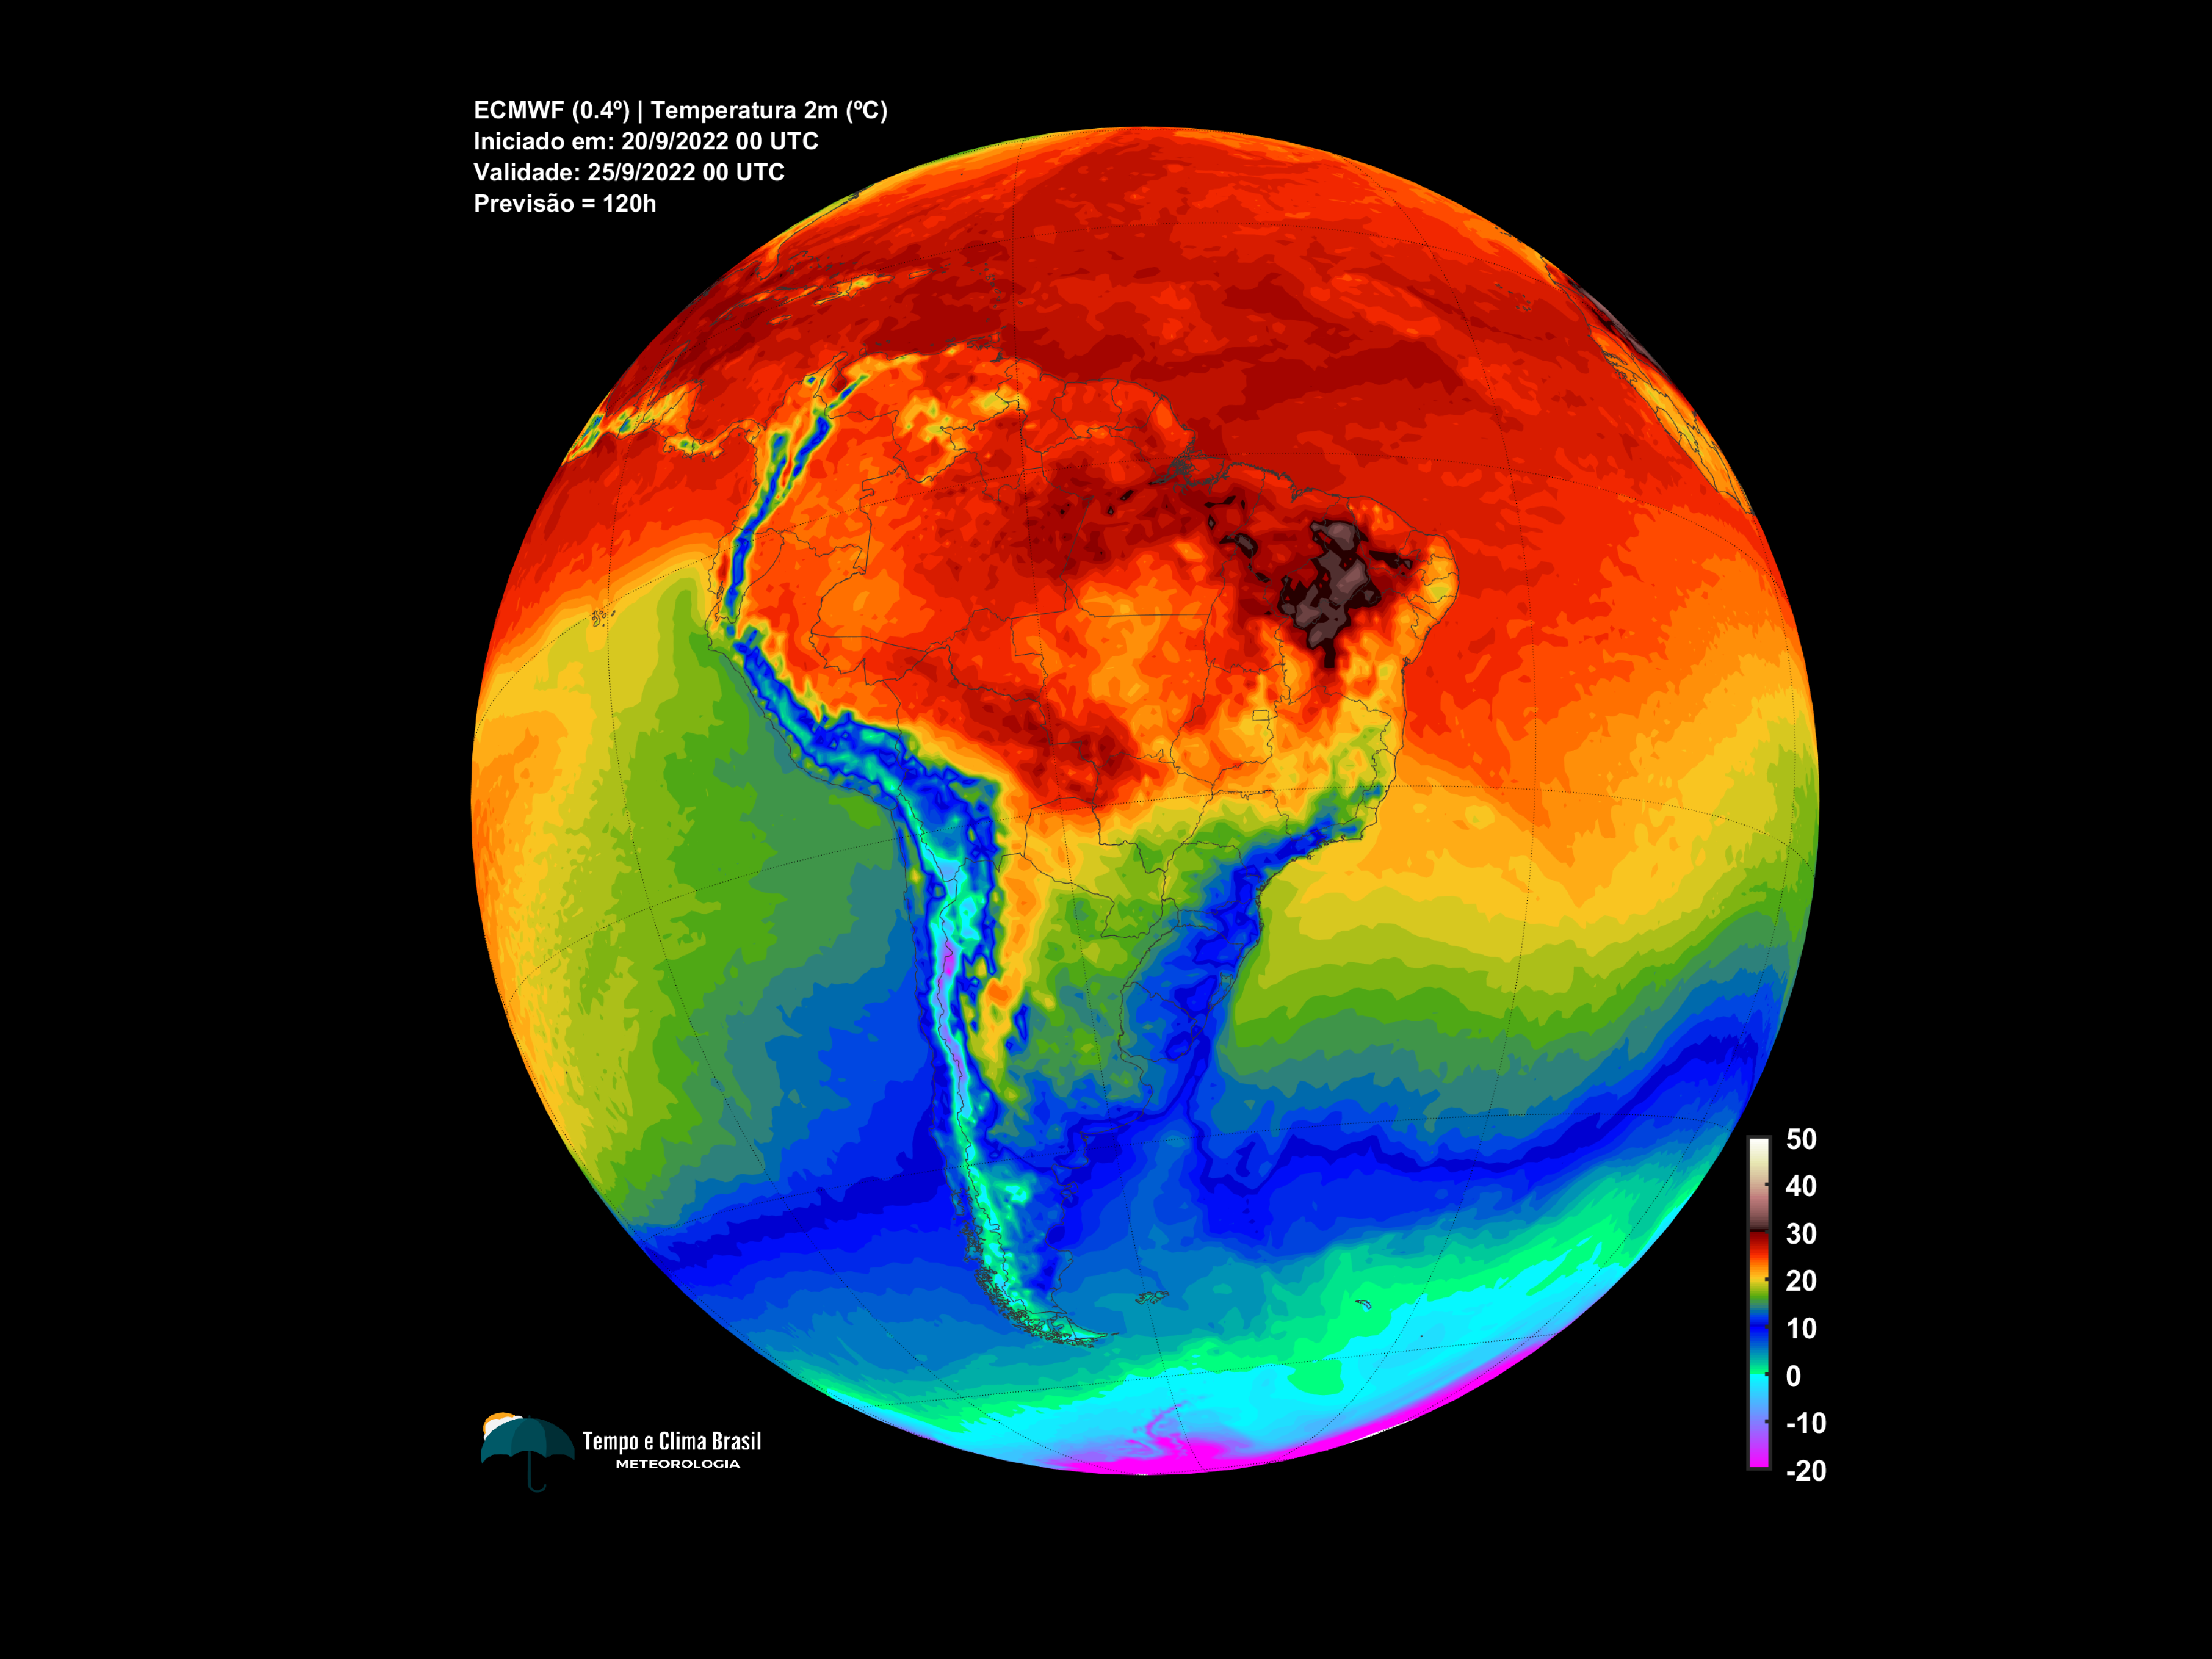 ECMWF (0.4º) | Temperatura 2m (ºC)
Iniciado em: 20/9/2022 00 UTC
Validade: 25/9/2022 00 UTC
Previsão = 120h
50
40
30
20
10
0
-10
-20
Tempo e Clima Brasil
METEOROLOGIA